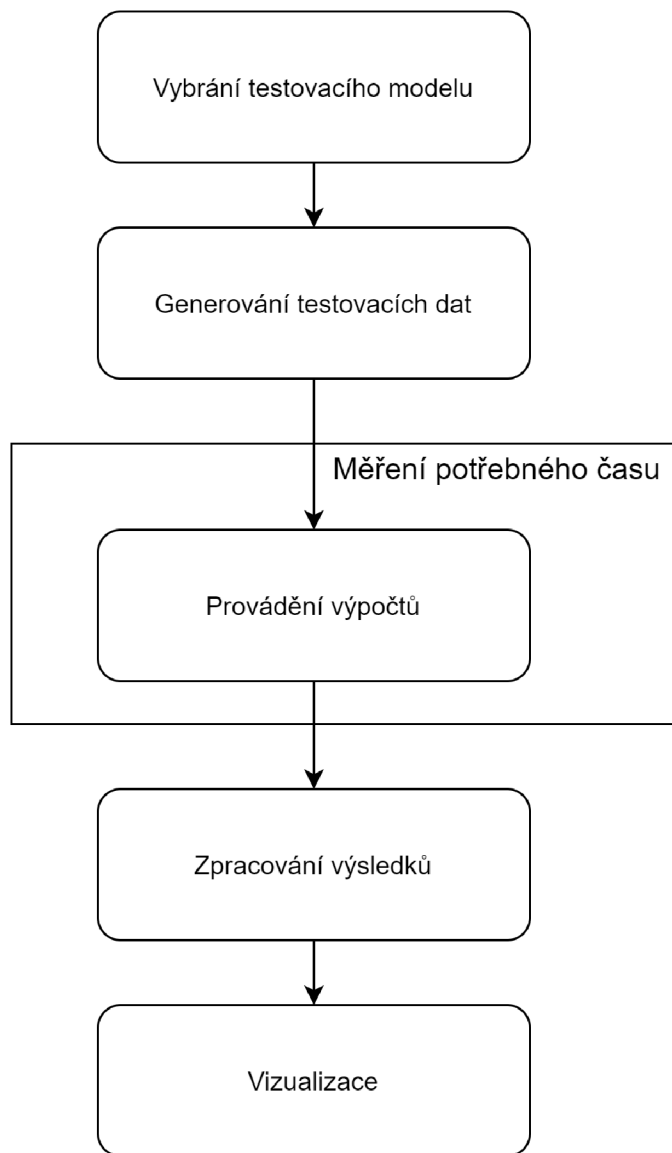 Vybrání testovacího modelu
Generování testovacích dat
Měření potřebného času
Provádění výpočtů
Zpracování výsledků
Vizualizace